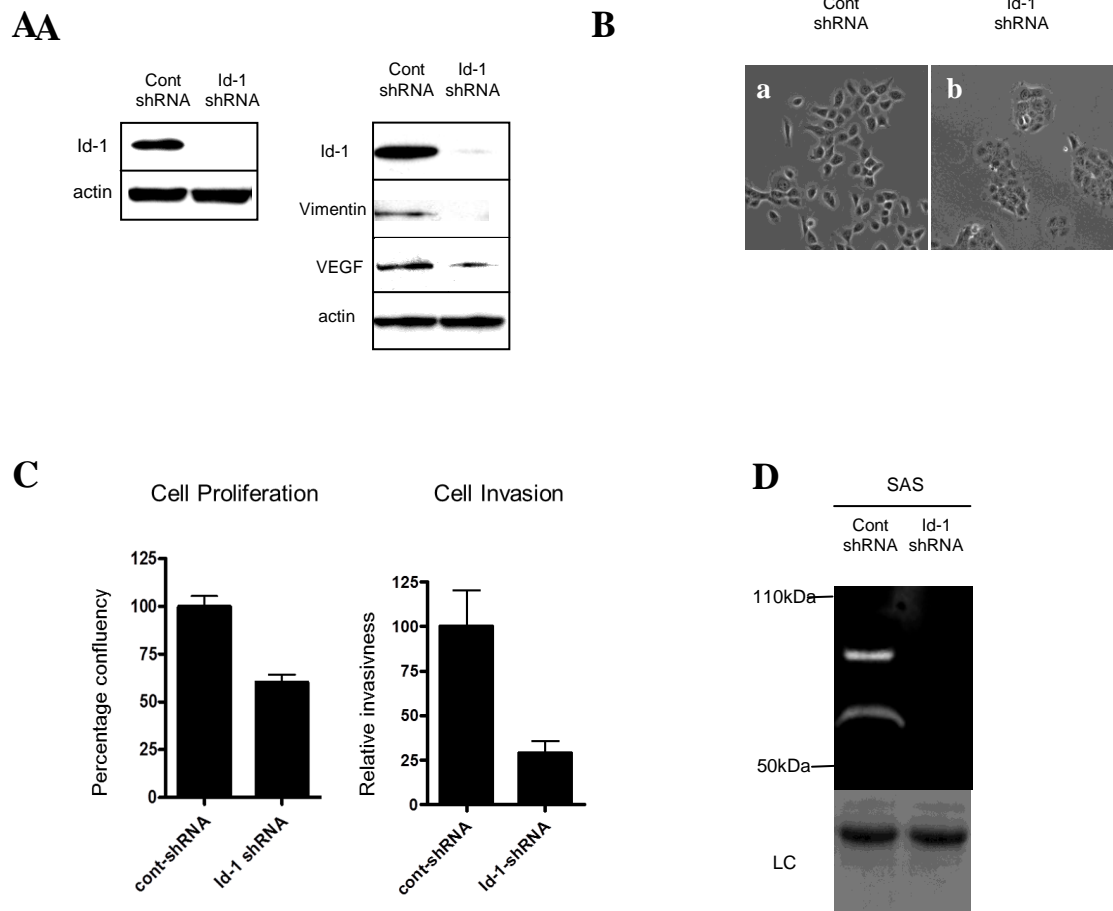 AA
Cont Id-1
shRNA shRNA
Id-1
actin
Cont Id-1
shRNA shRNA
Id-1
Vimentin
VEGF
actin
B
Cont Id-1
shRNA shRNA
a b
C
Cell Proliferation
Percentage confluency
125
100
75
50
25
0
cont-shRNA
Id-1 shRNA
Cell Invasion
Relative invasivness
125
100
75
50
25
0
cont-shRNA
Id-1-shRNA
D
SAS
Cont Id-1
shRNA shRNA
110kDa
50kDa
LC